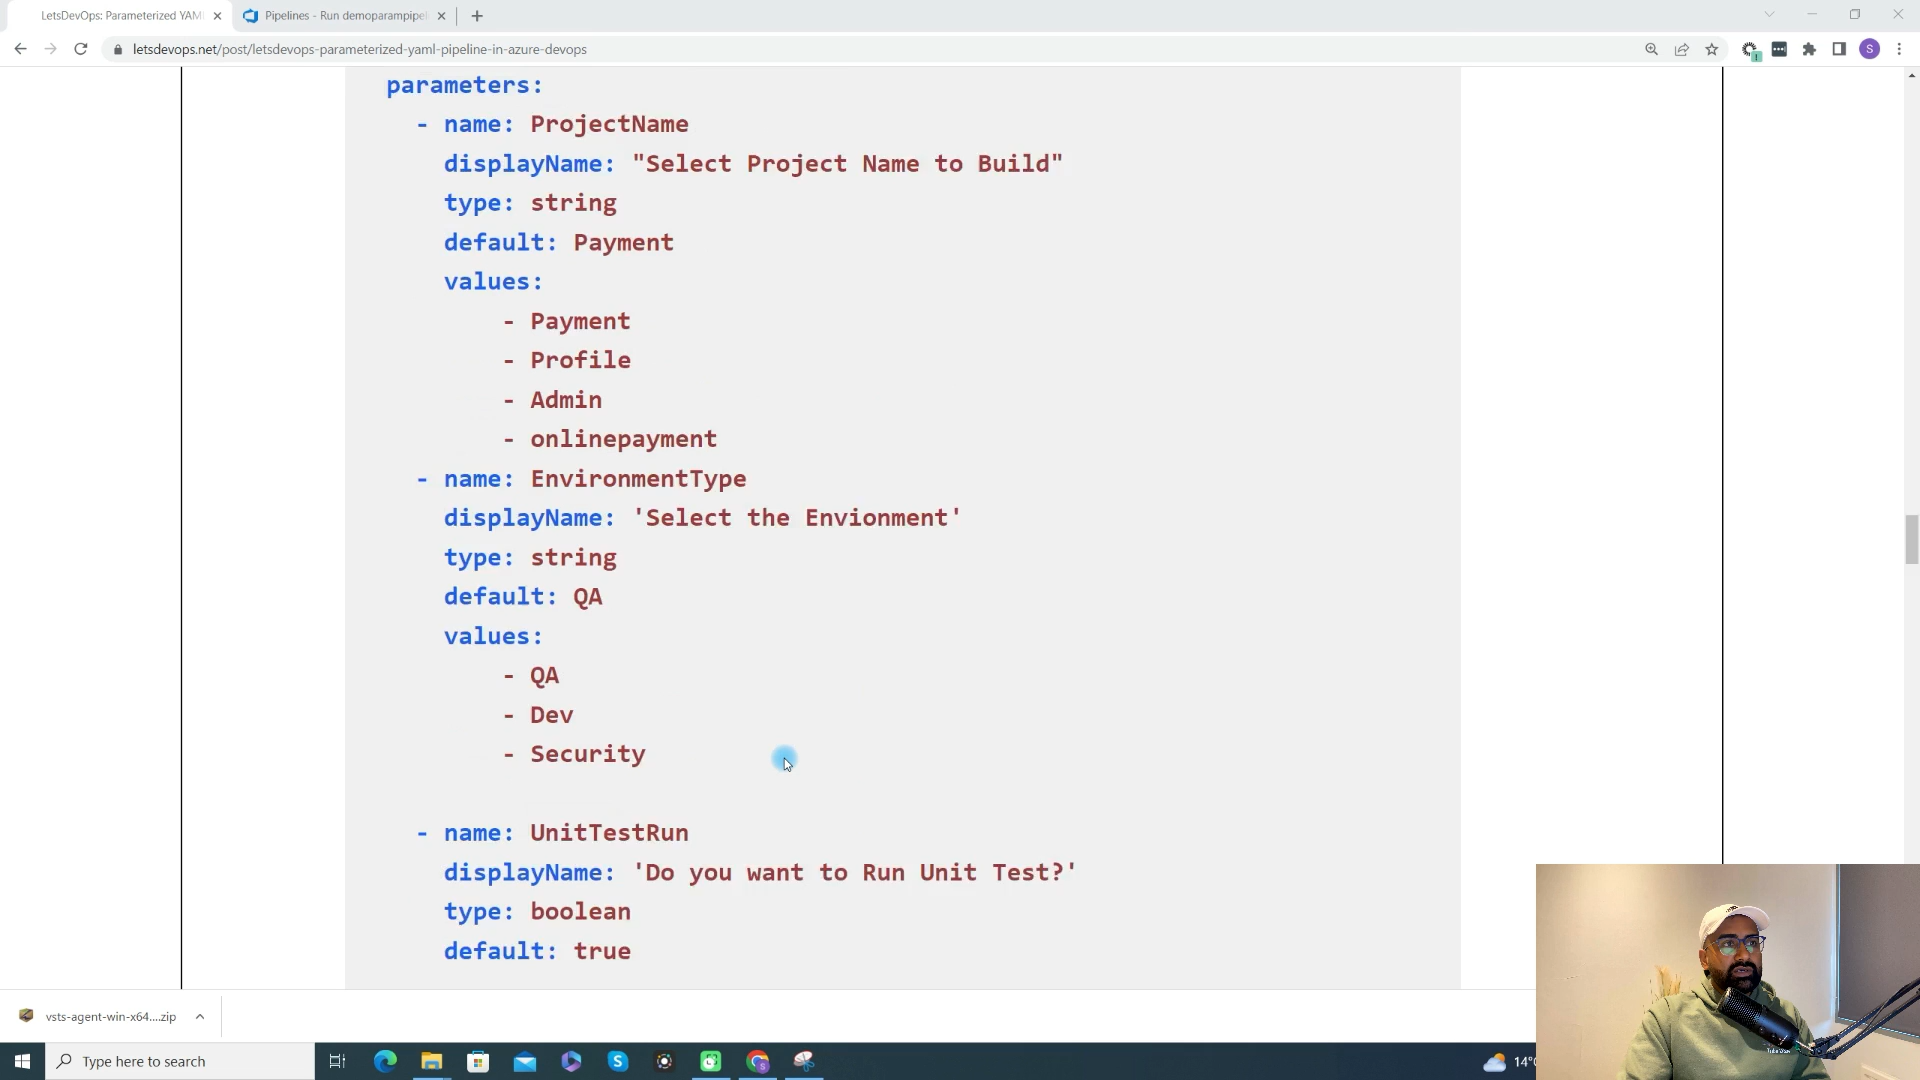 LetsDevOps: Parameterized YAM
Pipelines - Run demoparampipel
letsdevops.net/post/letsdevops-parameterized-yaml-pipeline-in-azure-devops
S
parameters:
- name: ProjectName
displayName: "Select Project Name to Build"
type: string
default: Payment
values:
- Payment
- Profile
- Admin
- onlinepayment
- name: EnvironmentType
displayName: 'Select the Envionment'
type: string
default: QA
values:
- QA
- Dev
- Security
- name: UnitTestRun
displayName: 'Do you want to Run Unit Test?'
type: boolean
default: true
vsts-agent-win-x64....zip
Type here to search
14°